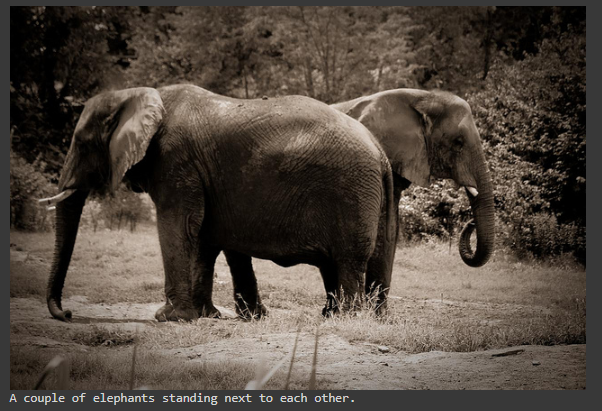 A couple of elephants standing next to each other.